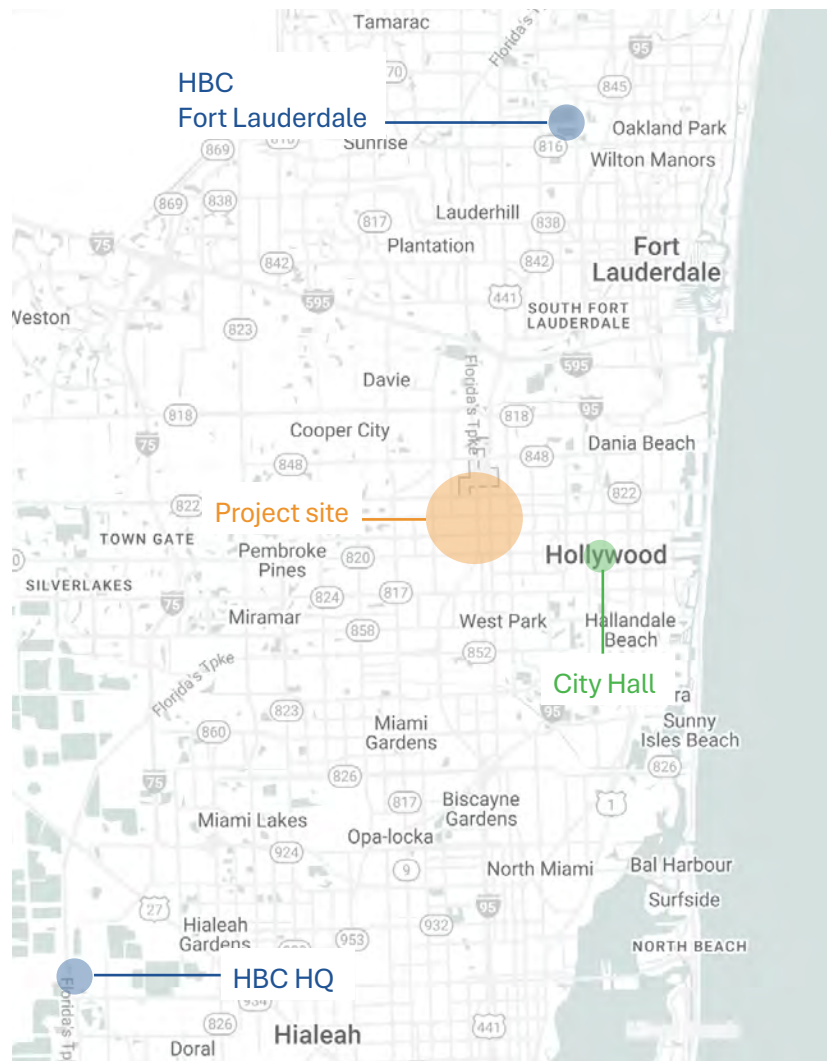 Tamarac
Florida's
95
HBC
Fort Lauderdale
70
845
Oakland Park
Sunrise
816
869
Wilton Manors
869
838
Lauderhill
817
838
75
Plantation
Fort
Lauderdale
842
842
595
441
SOUTH FORT
LAUDERDALE
Weston
823
Florida's Tpke
595
Davie
818
95
818
Cooper City
75
Dania Beach
848
848
822
822
Project site
TOWN GATE
Hollywood
Pembroke
Pines
820
SILVERLAKES
824
817
75
Miramar
West Park
Hallandale
Beach
858
852
Florida's Tpke
City Hall
ra
823
95
Sunny
Isles Beach
860
Miami
Gardens
826
826
75
817
Biscayne
Gardens
1
Miami Lakes
Opa-locka
924
9
North Miami
Bal Harbour
Surfside
27
95
932
Hialeah
Gardens
953
NORTH BEACH
HBC HQ
Florida's Tp
934
826
441
Hialeah
Doral